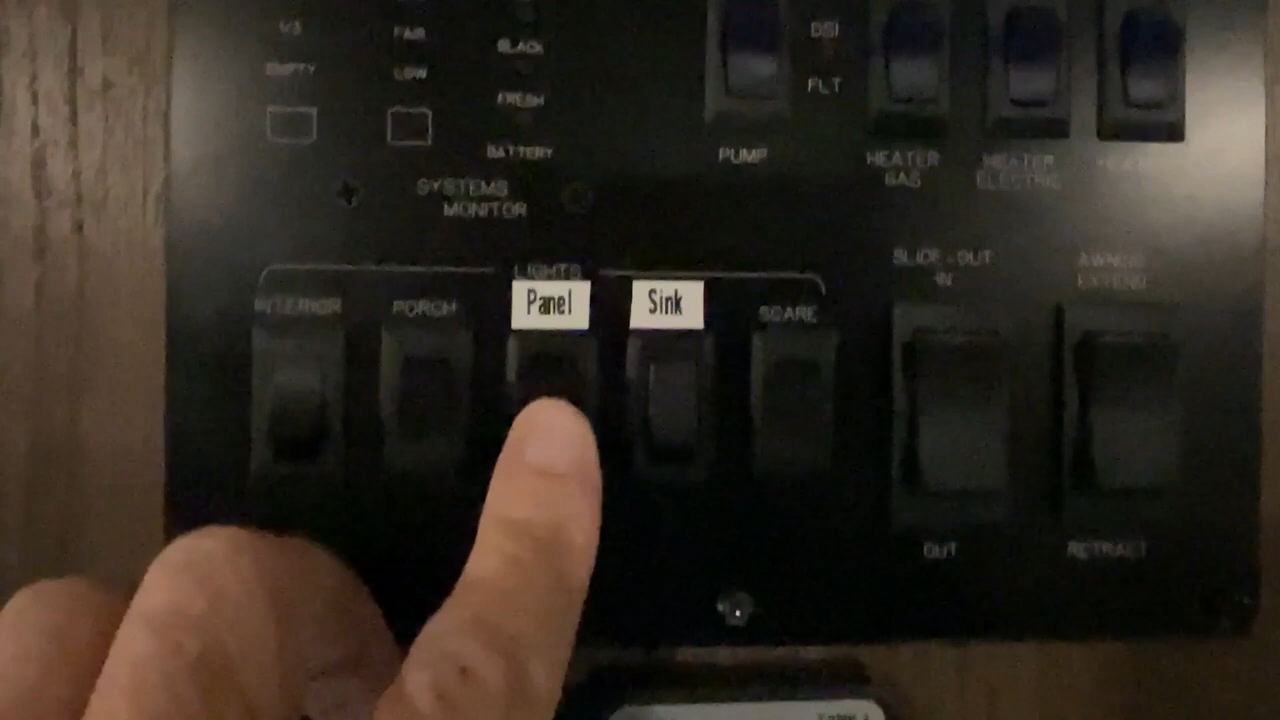 1/3
FAIR
EMPTY
LOW
BLACK
FRESH
BATTERY
SYSTEMS
MONITOR
DSI
FLT
PUMP
HEATER
GAS
HEATER
ELECTRIC
LIGHTS
INTERIOR
PORCH
Panel
Sink
SCARE
SLIDE-OUT
IN
OUT
AWNING
EXTEND
RETRACT